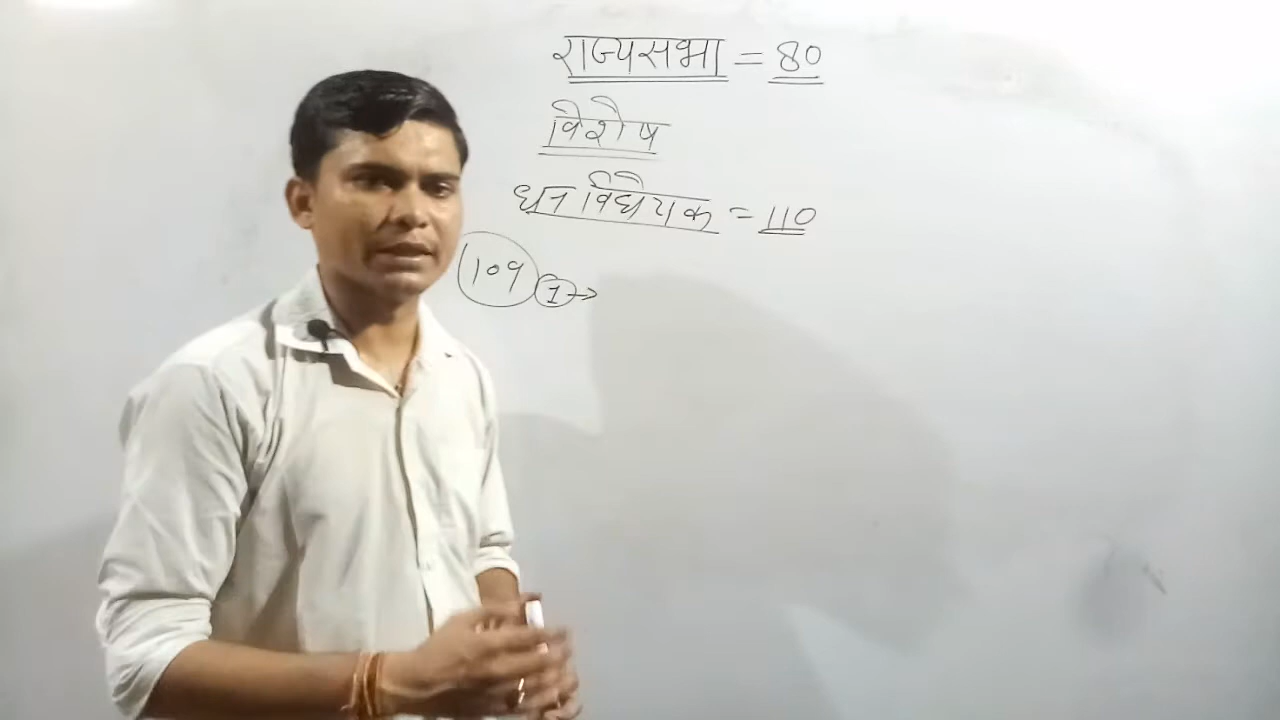 राज्यसभा = 80
विशेष
धन विधेयक = 110
109 1→